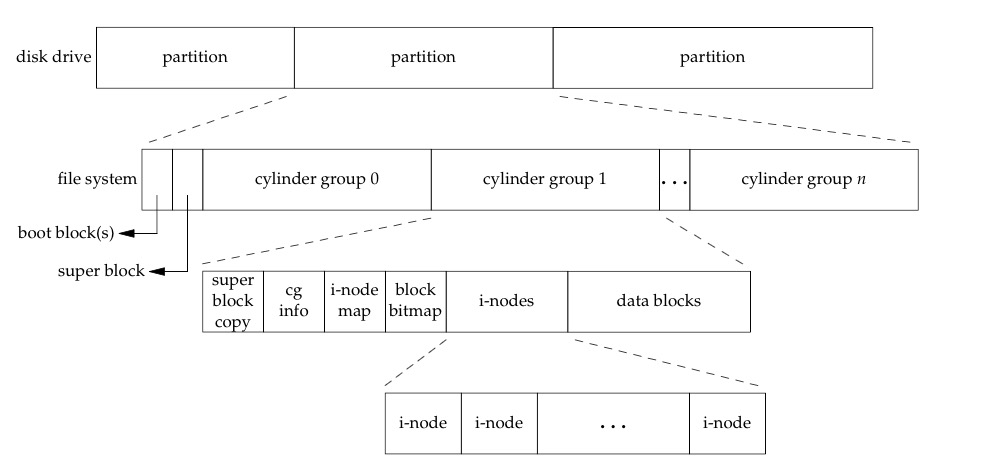 disk drive
partition
partition
partition
file system
cylinder group 0
cylinder group 1
...
cylinder group n
boot block(s)
super block
super
block
copy
cg
info
i-node
map
block
bitmap
i-nodes
data blocks
i-node
i-node
...
i-node